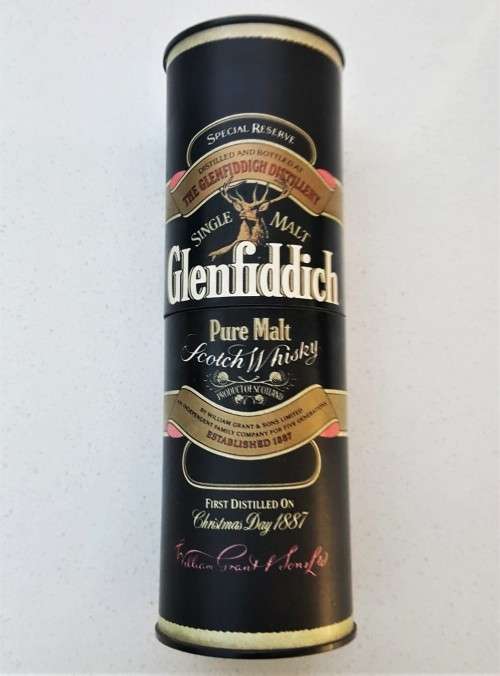 SPECIAL RESERVE
DISTILLED AND BOTTLED AT
THE GLENFIDDICH DISTILLERY
SINGLE MALT
Glenfiddich
Pure Malt
Scotch Whisky
PRODUCT OF SCOTLAND
BY WILLIAM GRANT & SONS LIMITED
AN INDEPENDENT FAMILY COMPANY FOR FIVE GENERATIONS
ESTABLISHED 1887
FIRST DISTILLED ON
Christmas Day 1887
William Grant & Sons Ltd